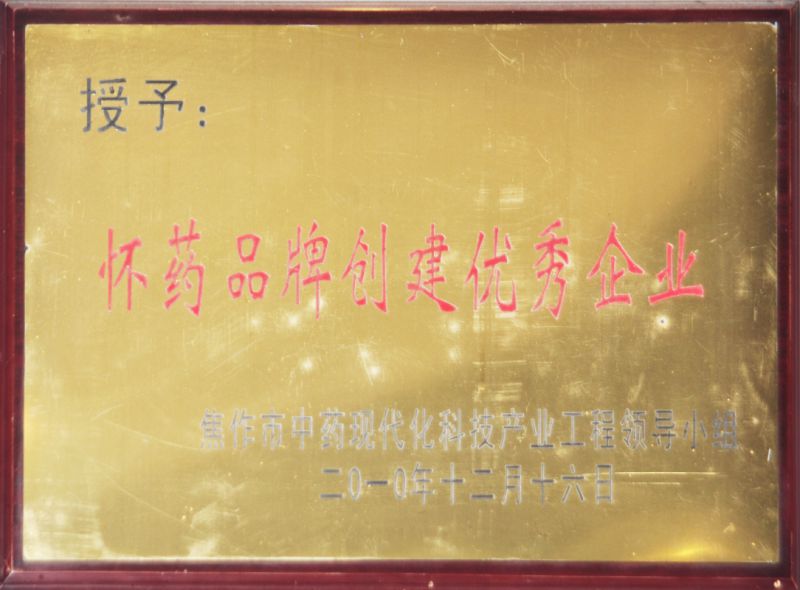 授予：
怀药品牌创建优秀企业
焦作市中药现代化科技产业工程领导小组
二0一0年十二月十六日